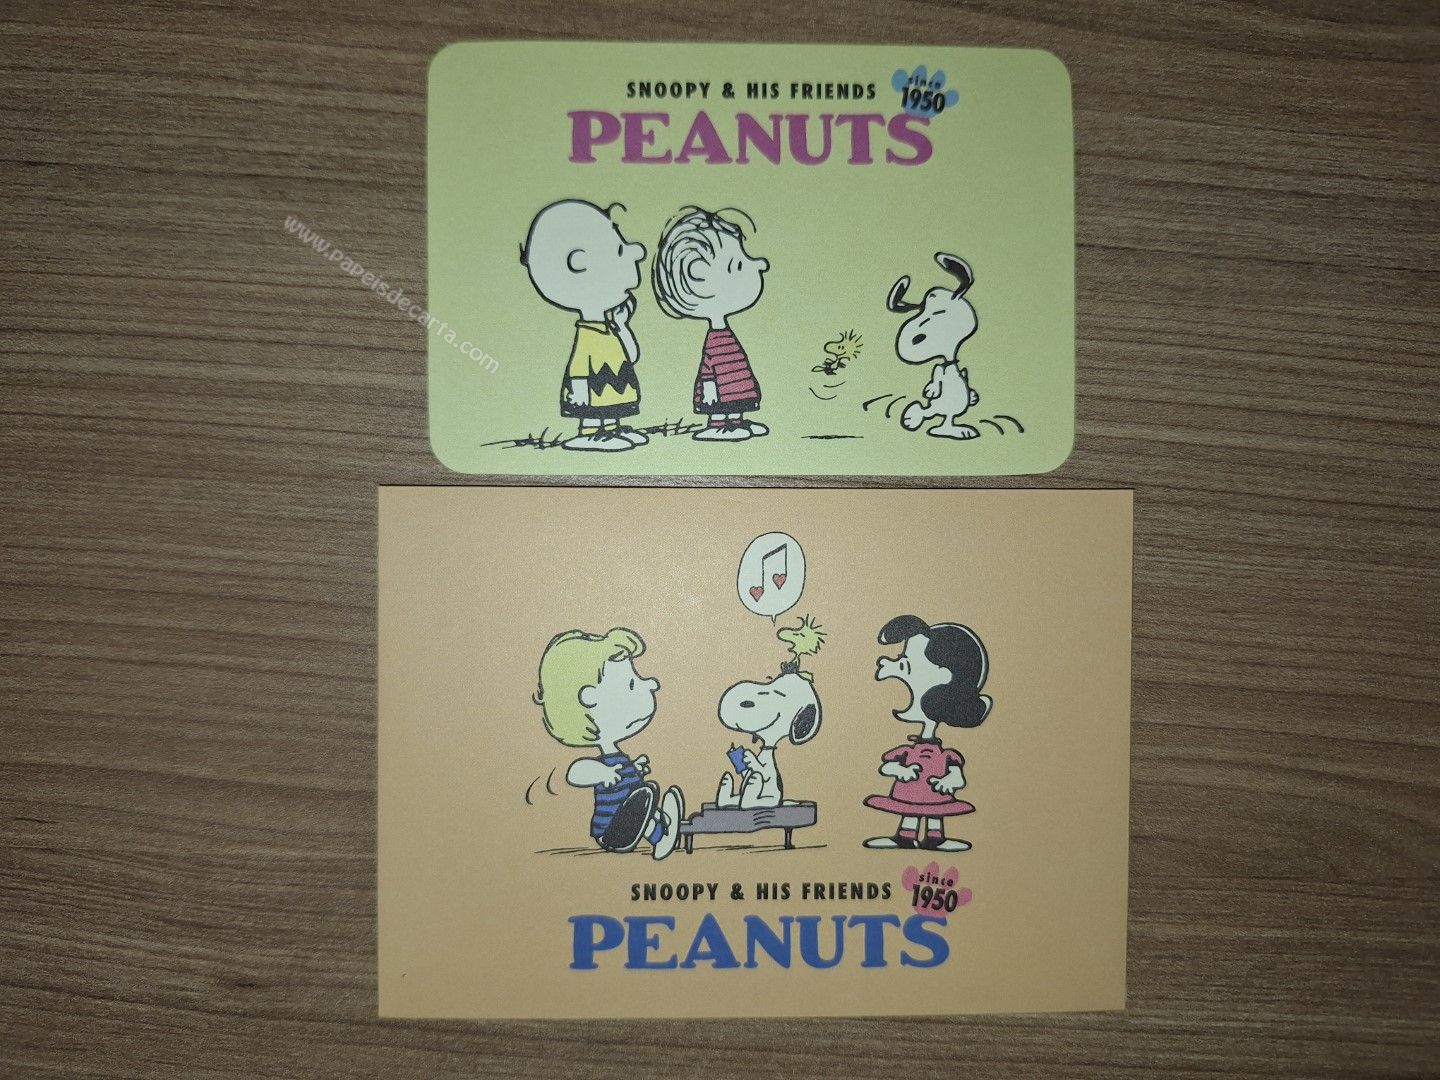 SNOOPY & HIS FRIENDS
since
1950
PEANUTS
www.papeisdecarta.com
SNOOPY & HIS FRIENDS
since
1950
PEANUTS